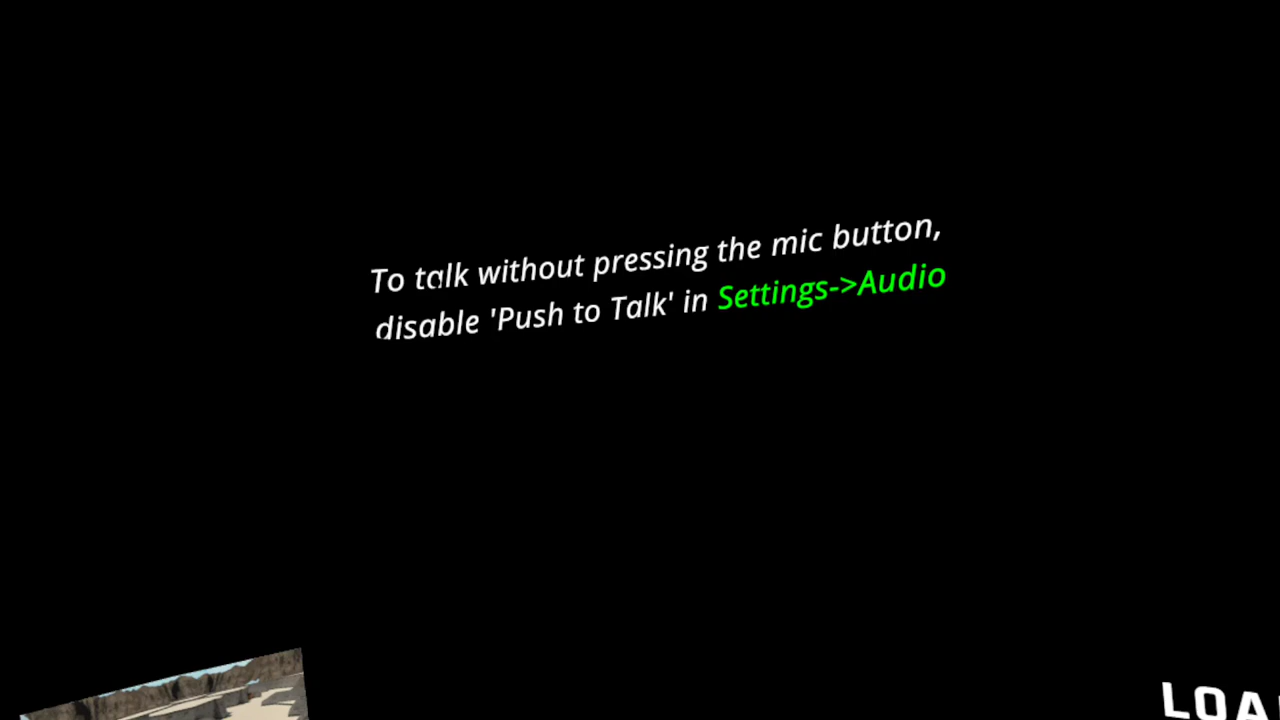 To talk without pressing the mic button,
disable 'Push to Talk' in Settings->Audio